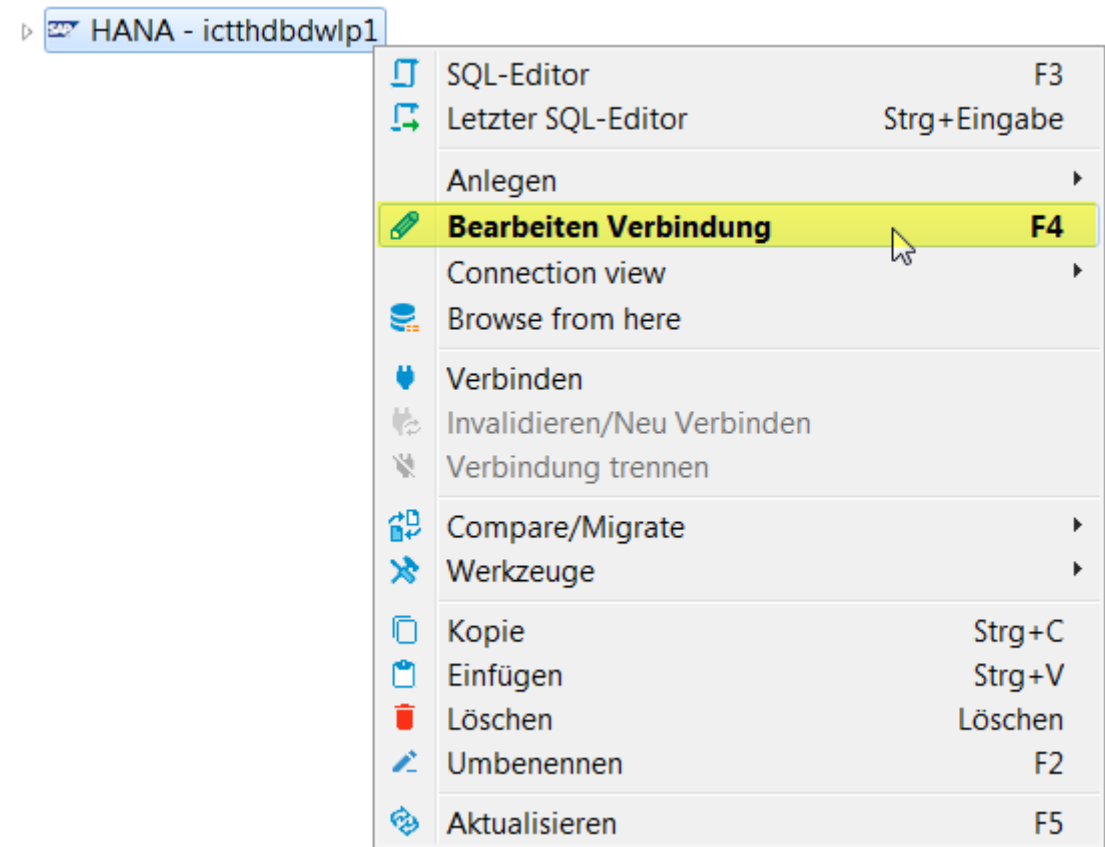 SAP HANA - ictthdbdwlp1
SQL-Editor F3
Letzter SQL-Editor Strg+Eingabe
Anlegen
Bearbeiten Verbindung F4
Connection view
Browse from here
Verbinden
Invalidieren/Neu Verbinden
Verbindung trennen
Compare/Migrate
Werkzeuge
Kopie Strg+C
Einfügen Strg+V
Löschen Löschen
Umbenennen F2
Aktualisieren F5